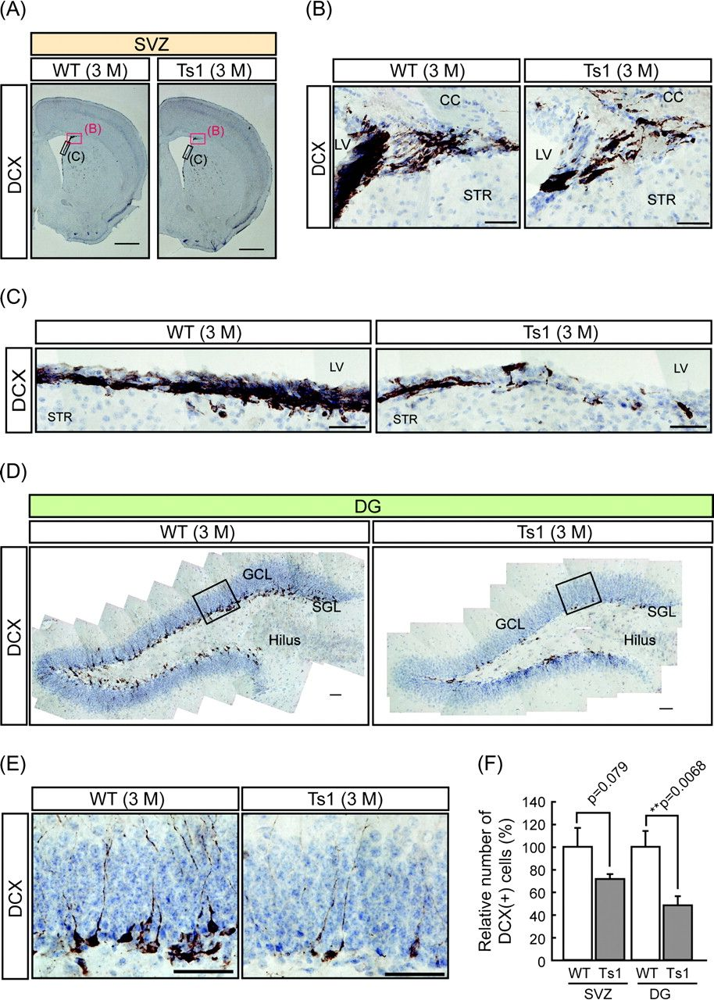 (A)
SVZ
WT (3 M)
Ts1 (3 M)
DCX
(B)
(C)
(B)
(C)
(B)
WT (3 M)
Ts1 (3 M)
DCX
CC
LV
STR
CC
LV
STR
(C)
WT (3 M)
Ts1 (3 M)
DCX
LV
STR
LV
STR
(D)
DG
WT (3 M)
Ts1 (3 M)
DCX
GCL
SGL
Hilus
GCL
SGL
Hilus
(E)
WT (3 M)
Ts1 (3 M)
DCX
(F)
p=0.079
**p=0.0068
Relative number of
DCX(+) cells (%)
140
120
100
80
60
40
20
0
WT Ts1 WT Ts1
SVZ DG